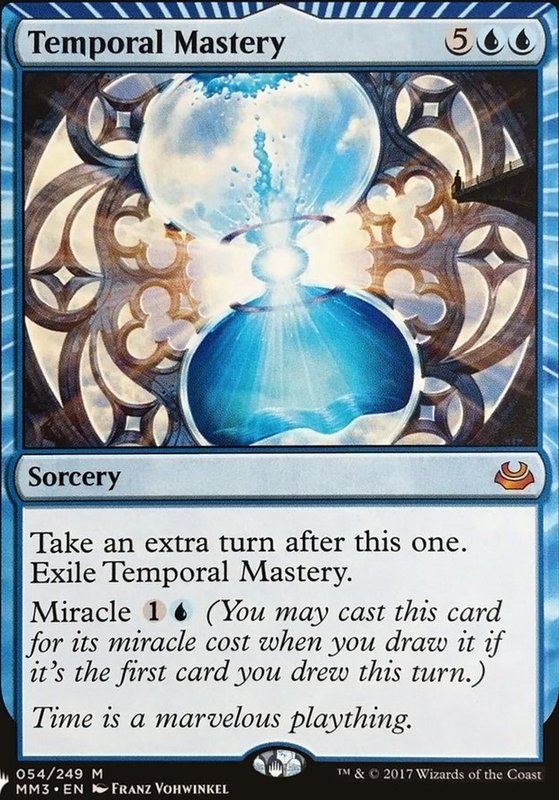 Temporal Mastery 5
Sorcery
Take an extra turn after this one.
Exile Temporal Mastery.
Miracle 1 (You may cast this card
for its miracle cost when you draw it if
it's the first card you drew this turn.)
Time is a marvelous plaything.
054/249 M
MM3 • EN Franz Vohwinkel
™ & © 2017 Wizards of the Coast